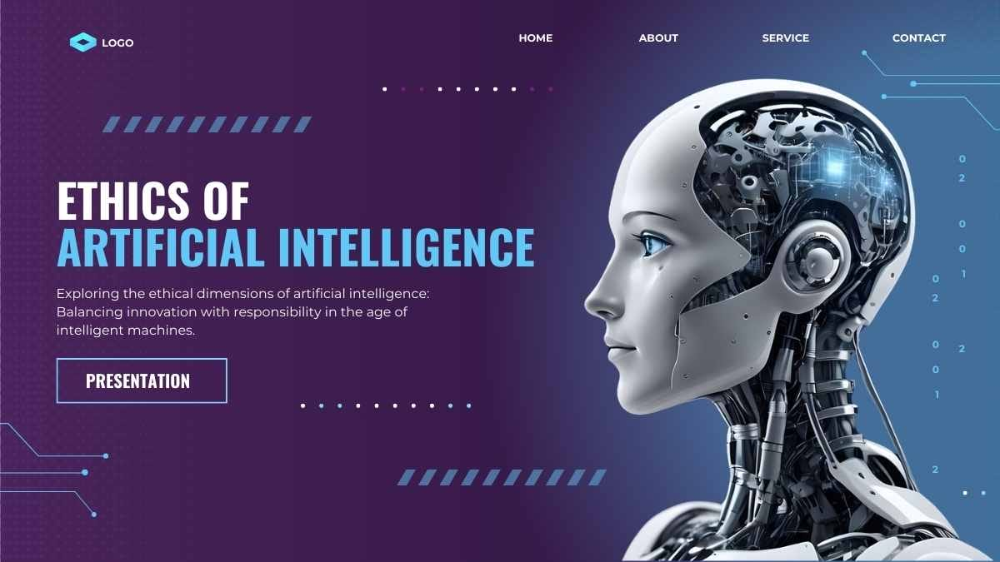 LOGO
HOME ABOUT SERVICE CONTACT
ETHICS OF
ARTIFICIAL INTELLIGENCE
Exploring the ethical dimensions of artificial intelligence:
Balancing innovation with responsibility in the age of
intelligent machines.
PRESENTATION
0
2
0
0
1
0
2
0
2
0
1
2